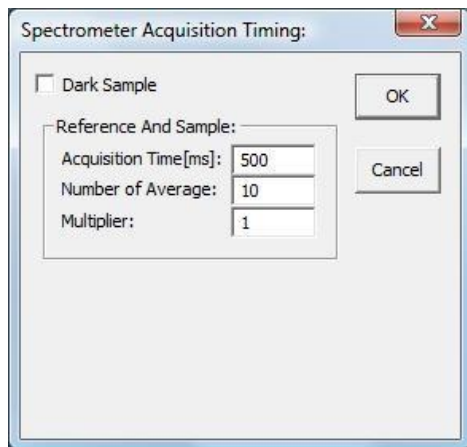 Spectrometer Acquisition Timing:
Dark Sample
OK
Reference And Sample:
Acquisition Time[ms]: 500
Cancel
Number of Average: 10
Multiplier: 1